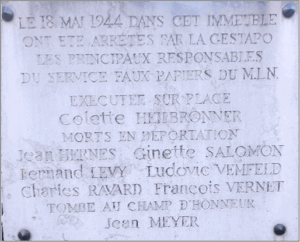 LE 18 MAI 1944 DANS CET IMMEUBLE
ONT ETE ARRETES PAR LA GESTAPO
LES PRINCIPAUX RESPONSABLES
DU SERVICE FAUX PAPIERS DU M.L.N.
EXECUTEE SUR PLACE
Colette HEILBRONNER
MORTS EN DEPORTATION
Jean HERNES Ginette SALOMON
Fernand LEVY Ludovic
Charles RAVARD François VERNET
TOMBE AU CHAMP D'HONNEUR
Jean MEYER